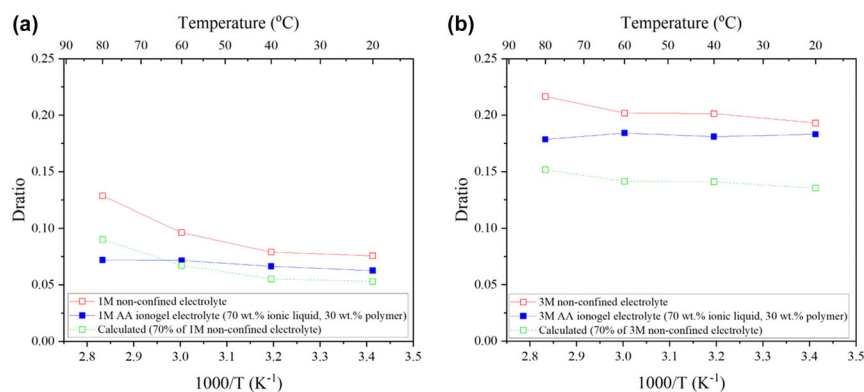 (a)
Temperature (°C)
90 80 70 60 50 40 30 20
0.25
0.20
0.15
0.10
0.05
0.00
Dratio
1M non-confined electrolyte
1M AA ionogel electrolyte (70 wt.% ionic liquid, 30 wt.% polymer)
Calculated (70% of 1M non-confined electrolyte)
2.8 2.9 3.0 3.1 3.2 3.3 3.4 3.5
1000/T (K⁻¹)
(b)
Temperature (°C)
90 80 70 60 50 40 30 20
0.25
0.20
0.15
0.10
0.05
0.00
Dratio
3M non-confined electrolyte
3M AA ionogel electrolyte (70 wt.% ionic liquid, 30 wt.% polymer)
Calculated (70% of 3M non-confined electrolyte)
2.8 2.9 3.0 3.1 3.2 3.3 3.4 3.5
1000/T (K⁻¹)